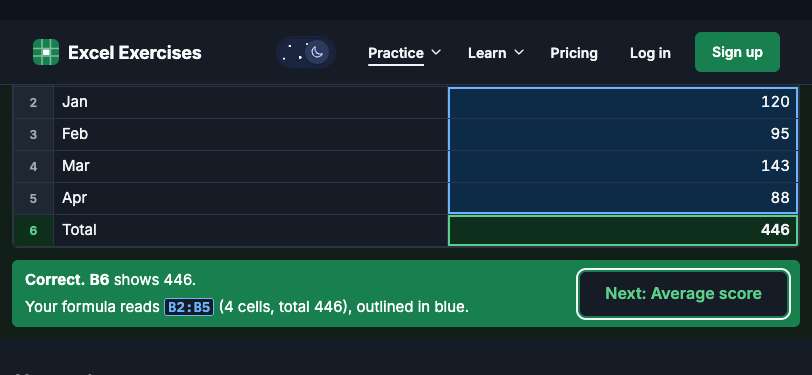 Excel Exercises
Practice
Learn
Pricing
Log in
Sign up
2 Jan 120
3 Feb 95
4 Mar 143
5 Apr 88
6 Total 446
Correct. B6 shows 446.
Your formula reads B2:B5 (4 cells, total 446), outlined in blue.
Next: Average score